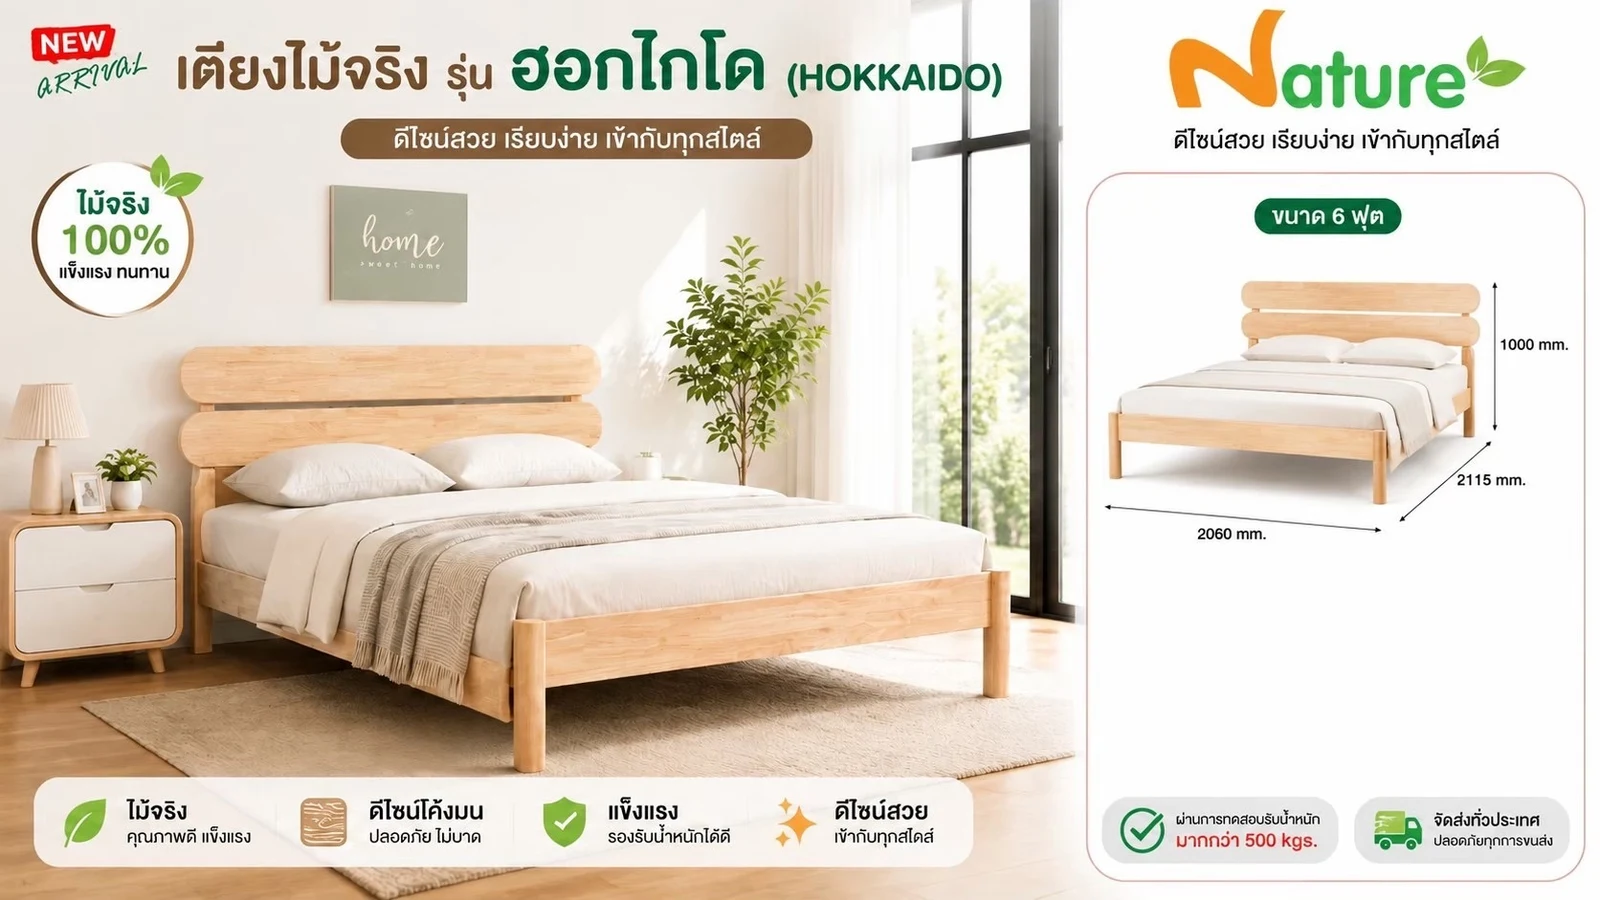 NEW
ARRIVAL
เตียงไม้จริง รุ่น ฮอกไกโด (HOKKAIDO)
ดีไซน์สวย เรียบง่าย เข้ากับทุกสไตล์
ไม้จริง
100%
แข็งแรง ทนทาน
home
sweet home
Nature
ดีไซน์สวย เรียบง่าย เข้ากับทุกสไตล์
ขนาด 6 ฟุต
1000 mm.
2115 mm.
2060 mm.
ไม้จริง
คุณภาพดี แข็งแรง
ดีไซน์โค้งมน
ปลอดภัย ไม่บาด
แข็งแรง
รองรับน้ำหนักได้ดี
ดีไซน์สวย
เข้ากับทุกสไตล์
ผ่านการทดสอบรับน้ำหนัก
มากกว่า 500 kgs.
จัดส่งทั่วประเทศ
ปลอดภัยทุกการขนส่ง